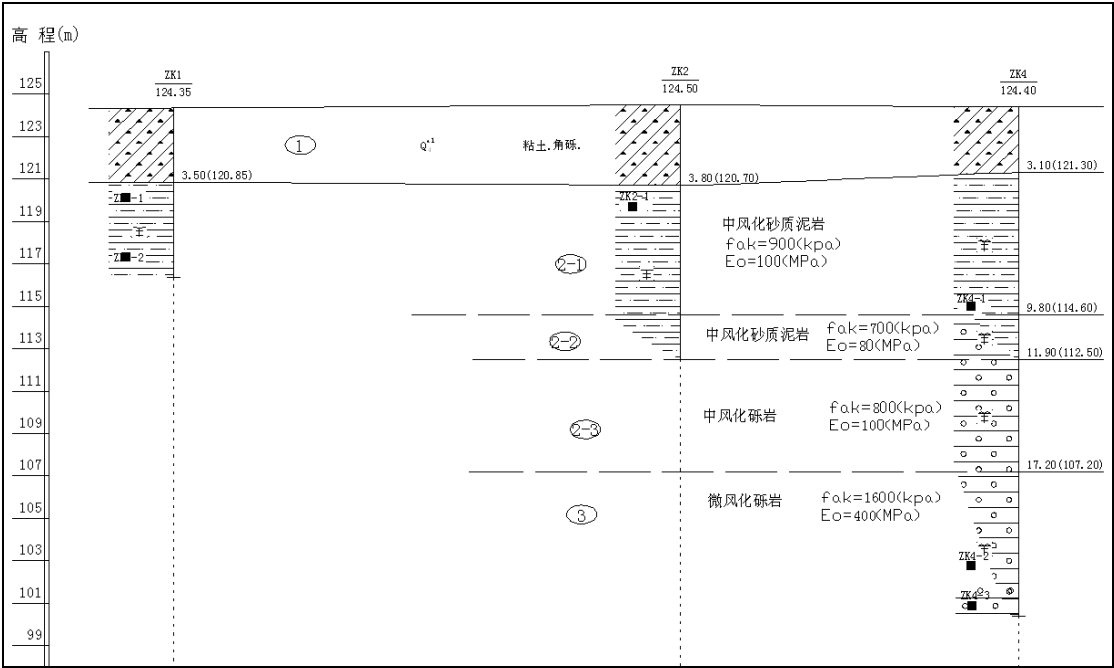 高 程(m)
125
123
121
119
117
115
113
111
109
107
105
103
101
99
ZK1
124.35
ZK2
124.50
ZK4
124.40
1
粘土.角砾.
3.50(120.85)
3.80(120.70)
3.10(121.30)
ZK2-1
中风化砂质泥岩
fak=900(kpa)
Eo=100(MPa)
2-1
ZK4-1
9.80(114.60)
2-2
中风化砂质泥岩
fak=700(kpa)
Eo=80(MPa)
11.90(112.50)
2-3
中风化砾岩
fak=800(kpa)
Eo=100(MPa)
17.20(107.20)
3
微风化砾岩
fak=1600(kpa)
Eo=400(MPa)
ZK4-2
ZK4-3